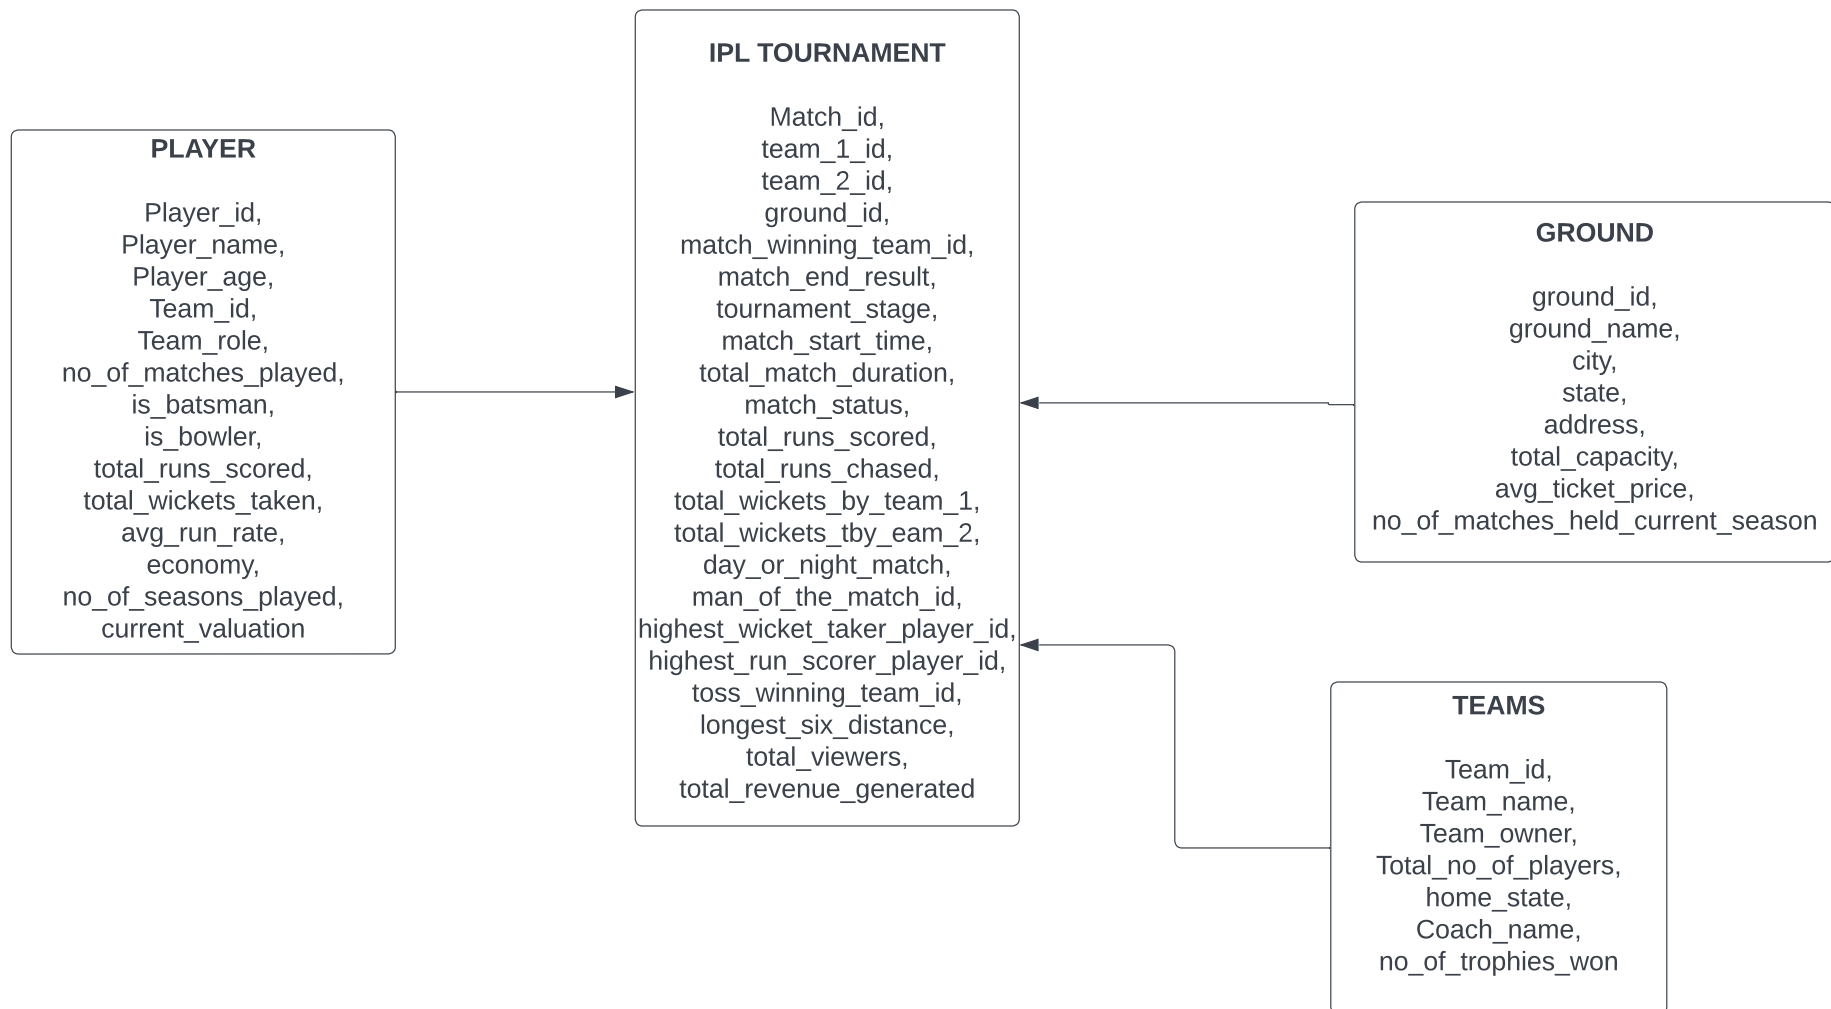 PLAYER
Player_id,
Player_name,
Player_age,
Team_id,
Team_role,
no_of_matches_played,
is_batsman,
is_bowler,
total_runs_scored,
total_wickets_taken,
avg_run_rate,
economy,
no_of_seasons_played,
current_valuation
IPL TOURNAMENT
Match_id,
team_1_id,
team_2_id,
ground_id,
match_winning_team_id,
match_end_result,
tournament_stage,
match_start_time,
total_match_duration,
match_status,
total_runs_scored,
total_runs_chased,
total_wickets_by_team_1,
total_wickets_tby_eam_2,
day_or_night_match,
man_of_the_match_id,
highest_wicket_taker_player_id,
highest_run_scorer_player_id,
toss_winning_team_id,
longest_six_distance,
total_viewers,
total_revenue_generated
GROUND
ground_id,
ground_name,
city,
state,
address,
total_capacity,
avg_ticket_price,
no_of_matches_held_current_season
TEAMS
Team_id,
Team_name,
Team_owner,
Total_no_of_players,
home_state,
Coach_name,
no_of_trophies_won